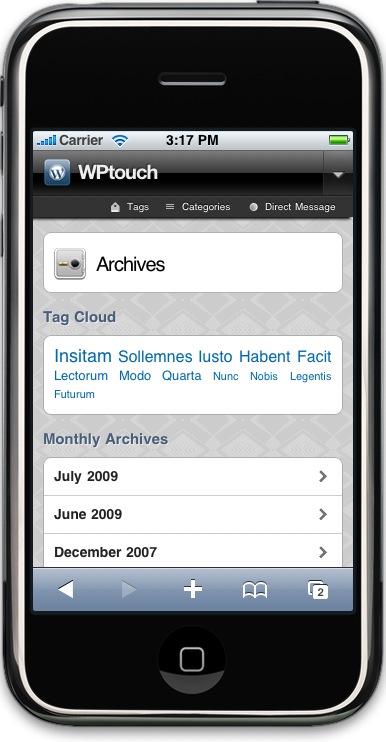 Carrier 3:17 PM
WPtouch
Tags Categories Direct Message
Archives
Tag Cloud
Insitam Sollemnes Iusto Habent Facit
Lectorum Modo Quarta Nunc Nobis Legentis
Futurum
Monthly Archives
July 2009
June 2009
December 2007
2